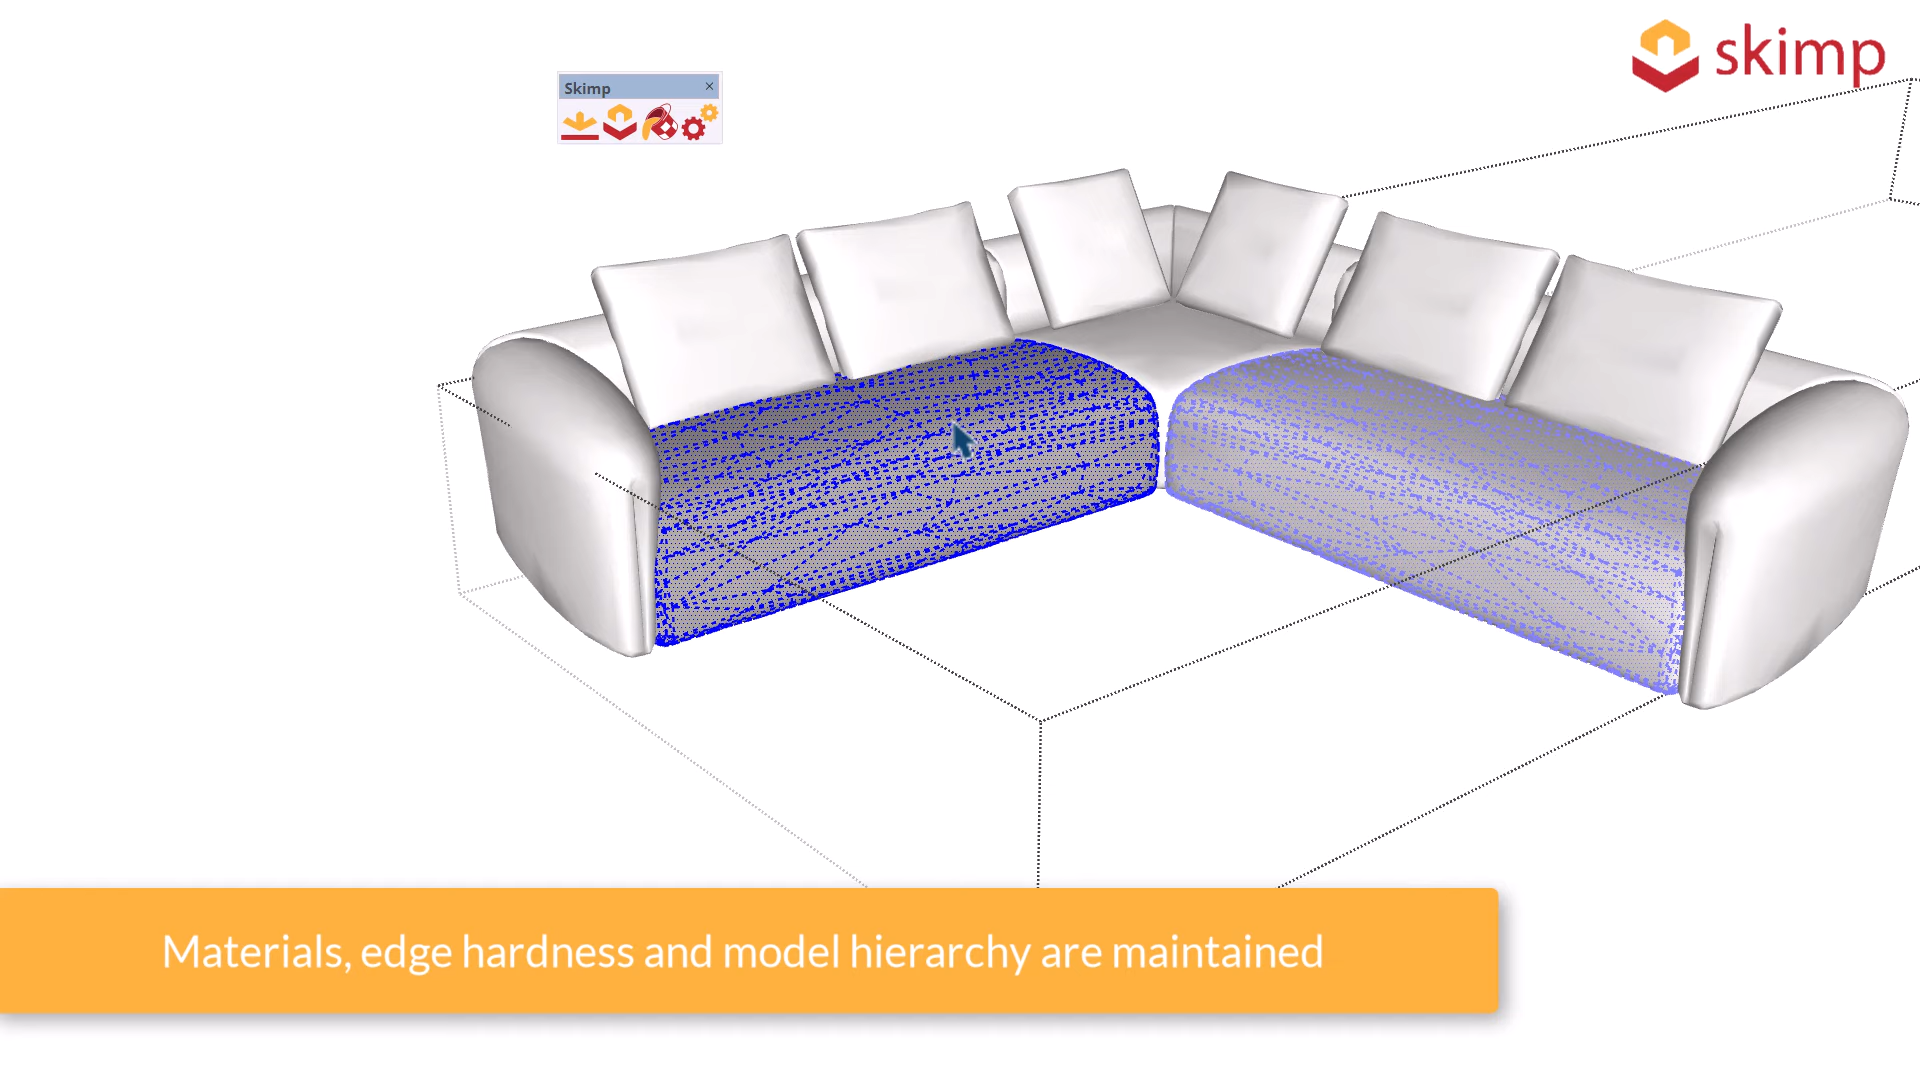 skimp
Skimp
Materials, edge hardness and model hierarchy are maintained